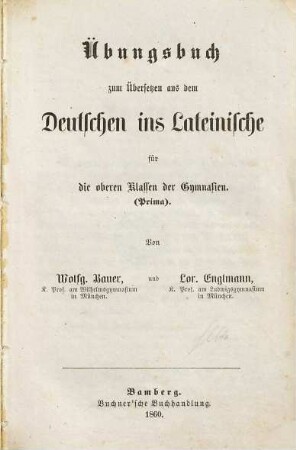 Übungsbuch
zum Übersetzen aus dem
Deutschen ins Lateinische
für
die oberen Klassen der Gymnasien.
(Prima).
Von
Wolfg. Bauer, und Lor. Englmann,
K. Prof. am Wilhelmsgymnasium K. Prof. am Ludwigsgymnasium
in München. in München.
Bamberg.
Buchner'sche Buchhandlung.
1860.